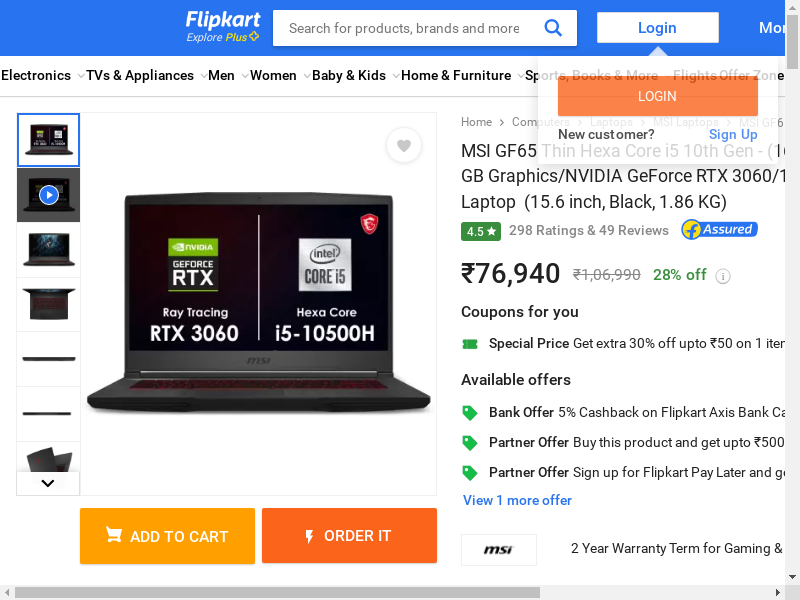 Flipkart
Explore Plus
Search for products, brands and more
Login
Mor
Electronics
TVs & Appliances
Men
Women
Baby & Kids
Home & Furniture
Sports, Books & More
Flights
Offer Zone
LOGIN
New customer?
Sign Up
Home
Computers
Laptops
MSI Laptops
MSI GF6
MSI GF65 Thin Hexa Core i5 10th Gen - (16
GB Graphics/NVIDIA GeForce RTX 3060/1
Laptop (15.6 inch, Black, 1.86 KG)
4.5
298 Ratings & 49 Reviews
Assured
₹76,940
₹1,06,990
28% off
Coupons for you
Special Price Get extra 30% off upto ₹50 on 1 iten
Available offers
Bank Offer 5% Cashback on Flipkart Axis Bank Ca
Partner Offer Buy this product and get upto ₹500
Partner Offer Sign up for Flipkart Pay Later and ge
View 1 more offer
msi
2 Year Warranty Term for Gaming &
NVIDIA
GEFORCE
RTX
Ray Tracing
RTX 3060
intel
CORE i5
Hexa Core
i5-10500H
msi
ADD TO CART
ORDER IT